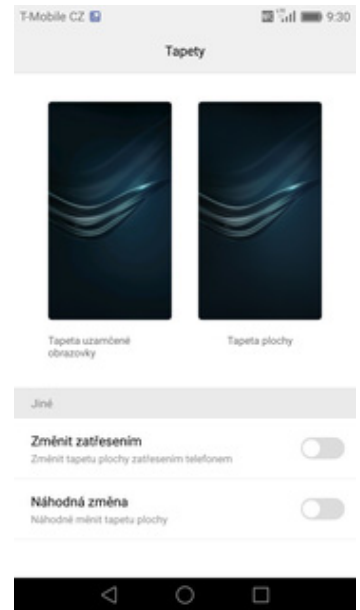 T-Mobile CZ 9:30
Tapety
Tapeta uzamčené
obrazovky
Tapeta plochy
Jiné
Změnit zatřesením
Změnit tapetu plochy zatřesením telefonem
Náhodná změna
Náhodně měnit tapetu plochy